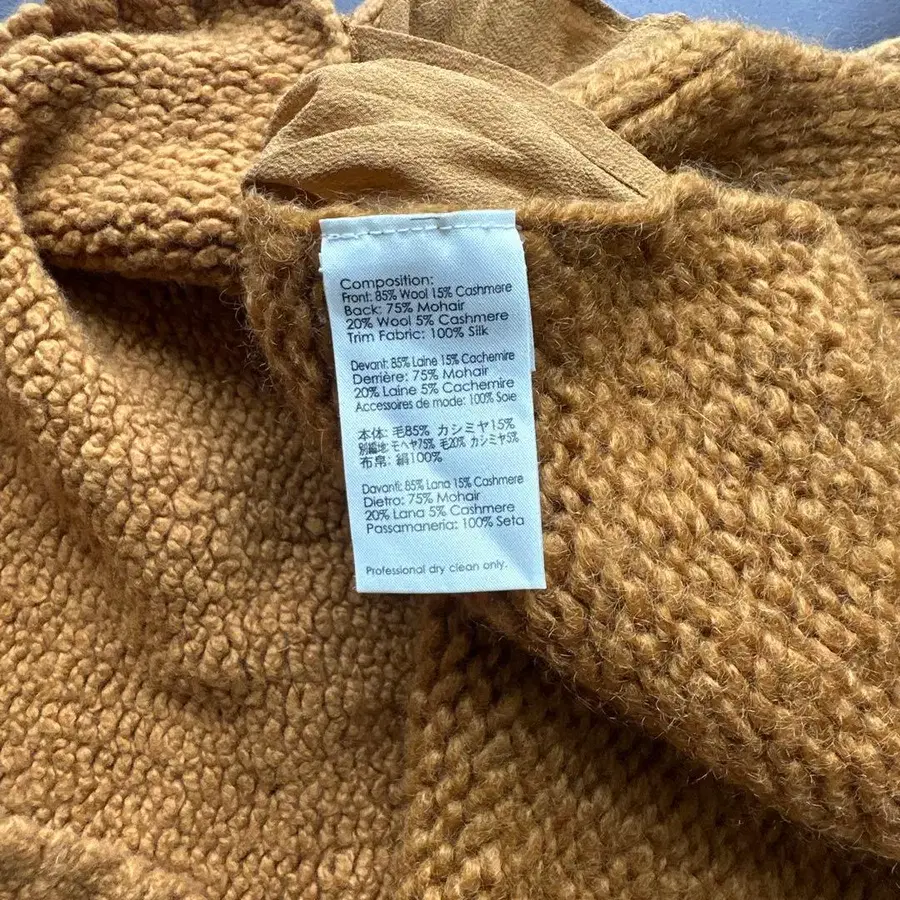 Composition:
Front: 85% Wool 15% Cashmere
Back: 75% Mohair
20% Wool 5% Cashmere
Trim Fabric: 100% Silk
Devant: 85% Laine 15% Cachemire
Derrière: 75% Mohair
20% Laine 5% Cachemire
Accessoires de mode: 100% Soie
本体: 毛85% カシミヤ15%
別編地: モヘヤ75% 毛20% カシミヤ5%
布帛: 絹100%
Davanti: 85% Lana 15% Cashmere
Dietro: 75% Mohair
20% Lana 5% Cashmere
Passamaneria: 100% Seta
Professional dry clean only.